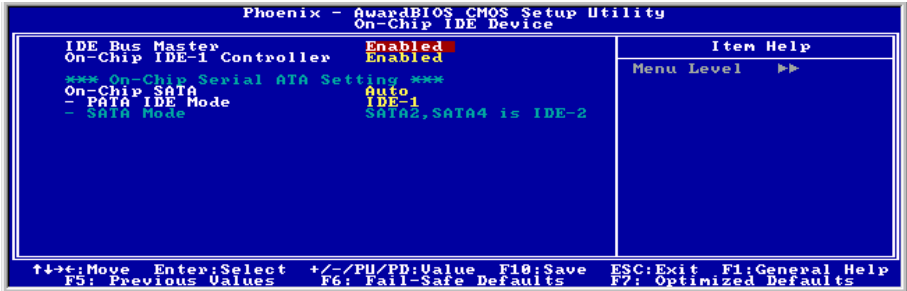 Phoenix - AwardBIOS CMOS Setup Utility
On-Chip IDE Device
IDE Bus Master Enabled
On-Chip IDE-1 Controller Enabled
*** On-Chip Serial ATA Setting ***
On-Chip SATA Auto
- PATA IDE Mode IDE-1
- SATA Mode SATA2,SATA4 is IDE-2
Item Help
Menu Level ►►
↑↓→←:Move Enter:Select +/-/PU/PD:Value F10:Save ESC:Exit F1:General Help
F5: Previous Values F6: Fail-Safe Defaults F7: Optimized Defaults